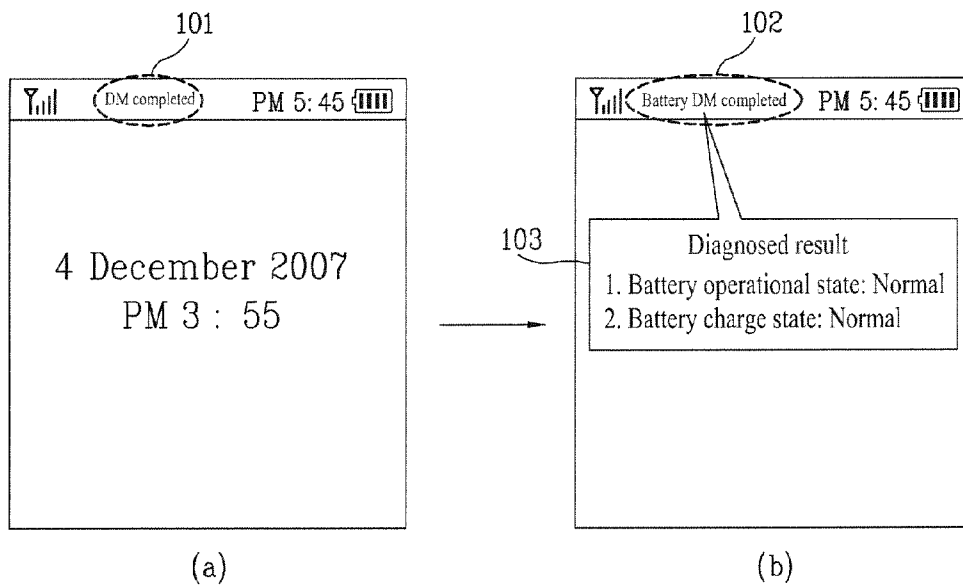 101
DM completed
PM 5: 45
4 December 2007
PM 3 : 55
(a)
102
Battery DM completed
PM 5: 45
103
Diagnosed result
1. Battery operational state: Normal
2. Battery charge state: Normal
(b)